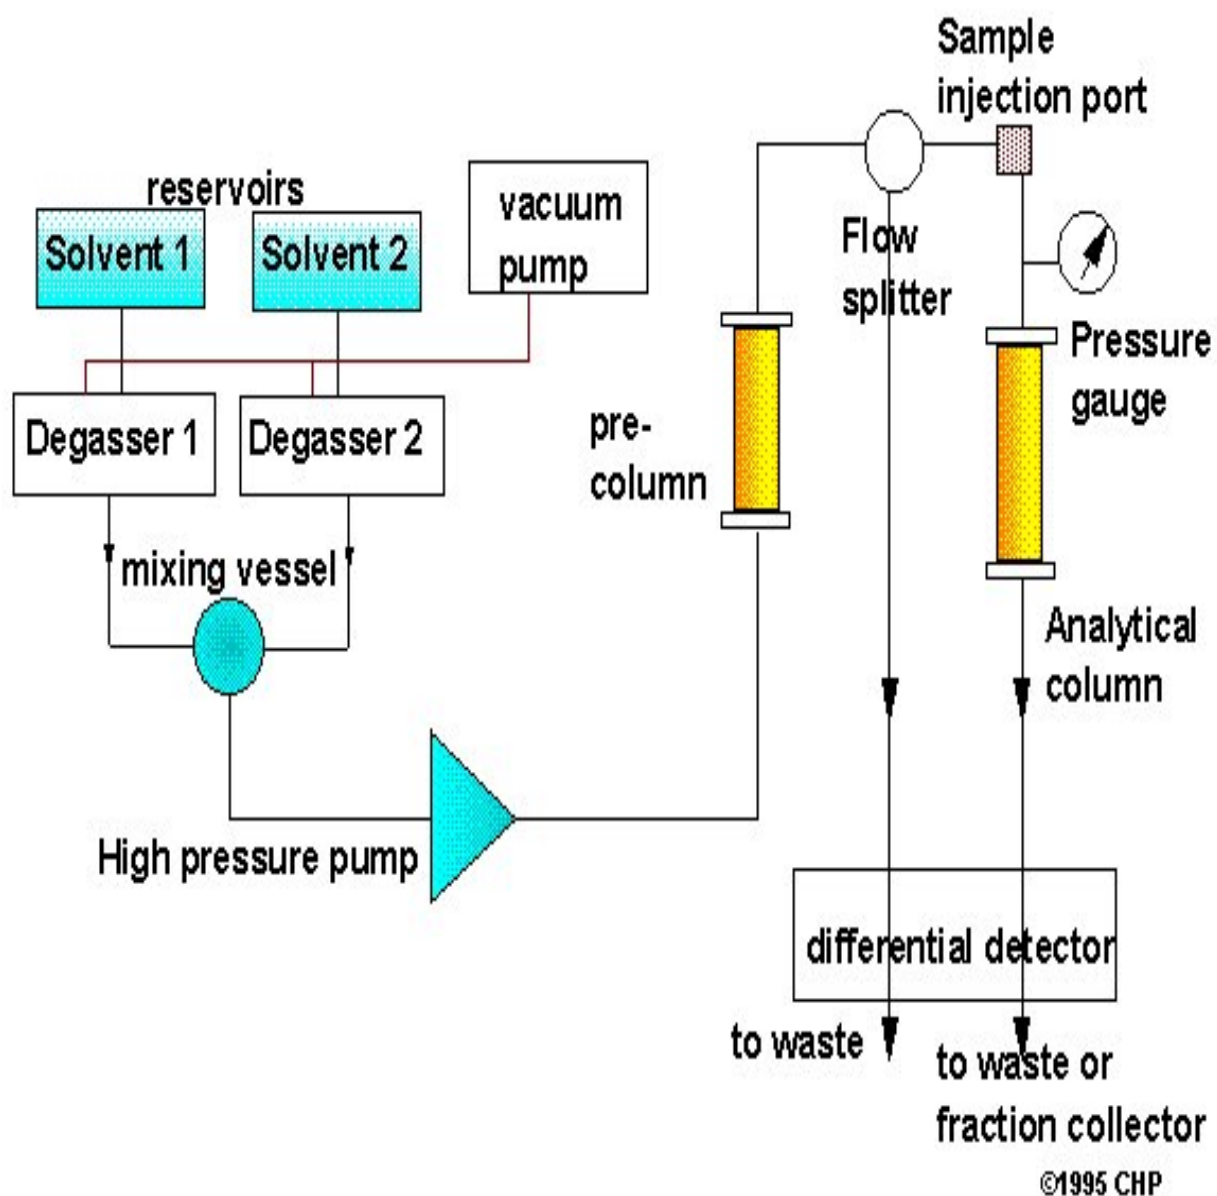 Sample
injection port
reservoirs
Solvent 1
Solvent 2
vacuum
pump
Flow
splitter
Pressure
gauge
Degasser 1
Degasser 2
pre-
column
mixing vessel
Analytical
column
High pressure pump
differential detector
to waste
to waste or
fraction collector
©1995 CHP